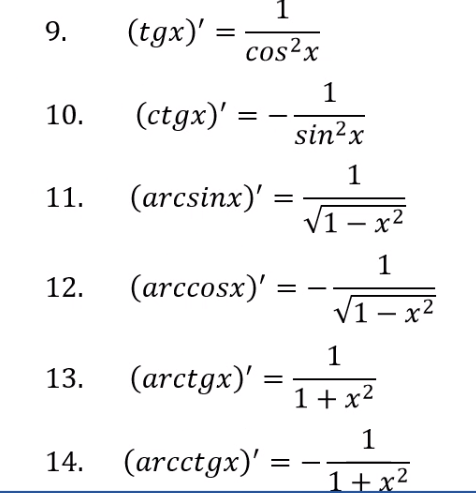 9. (tgx)′ = 1/cos²x
10. (ctgx)′ = −1/sin²x
11. (arcsinx)′ = 1/√(1 − x²)
12. (arccosx)′ = −1/√(1 − x²)
13. (arctgx)′ = 1/(1 + x²)
14. (arcctgx)′ = −1/(1 + x²)